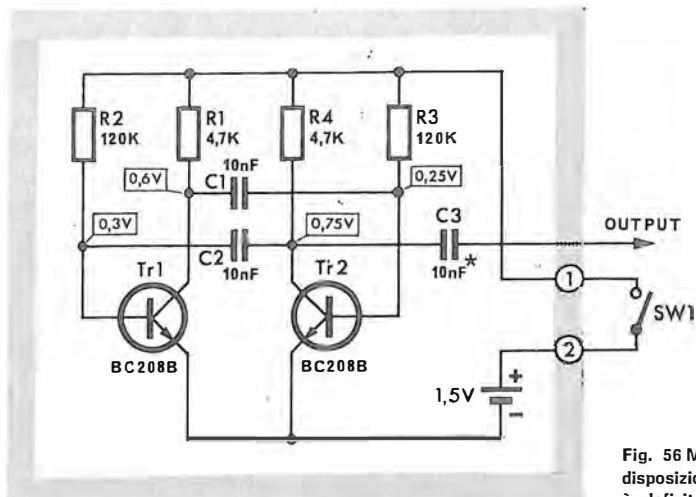 R2
120K
R1
4,7K
R4
4,7K
R3
120K
10nF
C1
0,6V
0,25V
0,3V
0,75V
C2
10nF
C3
10nF*
OUTPUT
Tr1
Tr2
BC208B
BC208B
1
SW1
2
1,5V
+
-
Fig. 56 M
disposizio